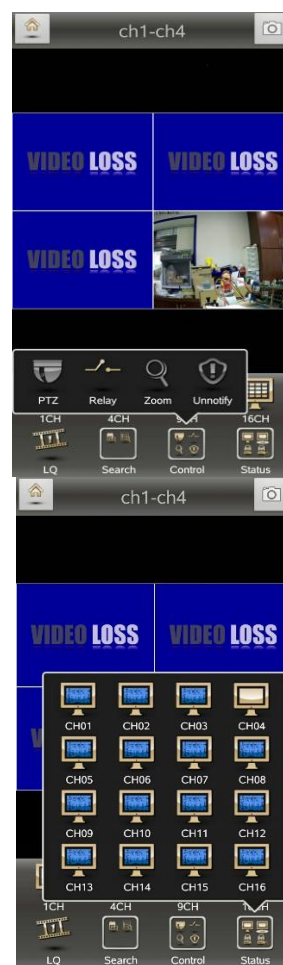 ch1-ch4
VIDEO LOSS
VIDEO LOSS
VIDEO LOSS
PTZ Relay Zoom Unnotify
1CH 4CH 9CH 16CH
LQ Search Control Status
ch1-ch4
VIDEO LOSS
VIDEO LOSS
CH01 CH02 CH03 CH04
CH05 CH06 CH07 CH08
CH09 CH10 CH11 CH12
CH13 CH14 CH15 CH16
1CH 4CH 9CH
LQ Search Control Status